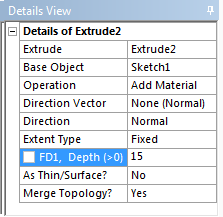 Details View
Details of Extrude2
Extrude Extrude2
Base Object Sketch1
Operation Add Material
Direction Vector None (Normal)
Direction Normal
Extent Type Fixed
FD1, Depth (>0) 15
As Thin/Surface? No
Merge Topology? Yes